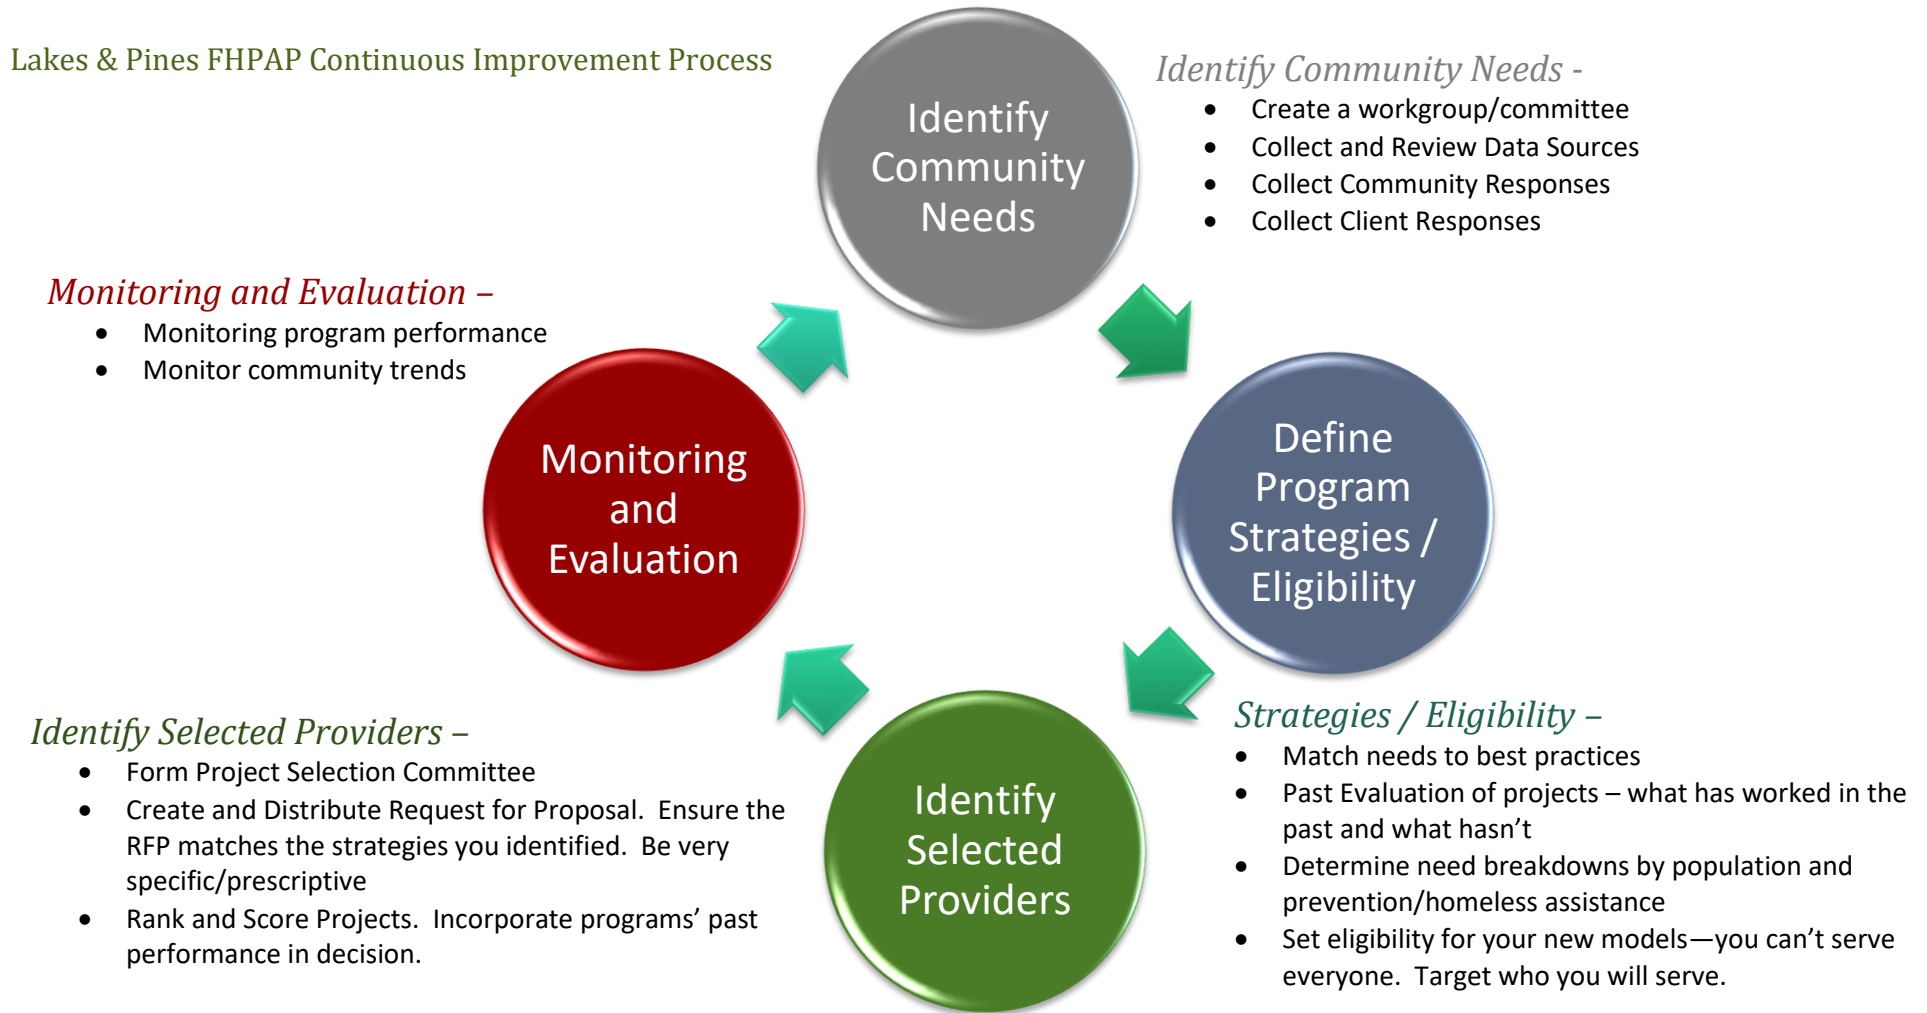 Lakes & Pines FHPAP Continuous Improvement Process
Identify
Community
Needs
Identify Community Needs -
• Create a workgroup/committee
• Collect and Review Data Sources
• Collect Community Responses
• Collect Client Responses
Monitoring and Evaluation –
• Monitoring program performance
• Monitor community trends
Monitoring
and
Evaluation
Define
Program
Strategies /
Eligibility
Strategies / Eligibility –
• Match needs to best practices
• Past Evaluation of projects – what has worked in the
past and what hasn’t
• Determine need breakdowns by population and
prevention/homeless assistance
• Set eligibility for your new models—you can’t serve
everyone.  Target who you will serve.
Identify
Selected
Providers
Identify Selected Providers –
• Form Project Selection Committee
• Create and Distribute Request for Proposal.  Ensure the
RFP matches the strategies you identified.  Be very
specific/prescriptive
• Rank and Score Projects.  Incorporate programs’ past
performance in decision.